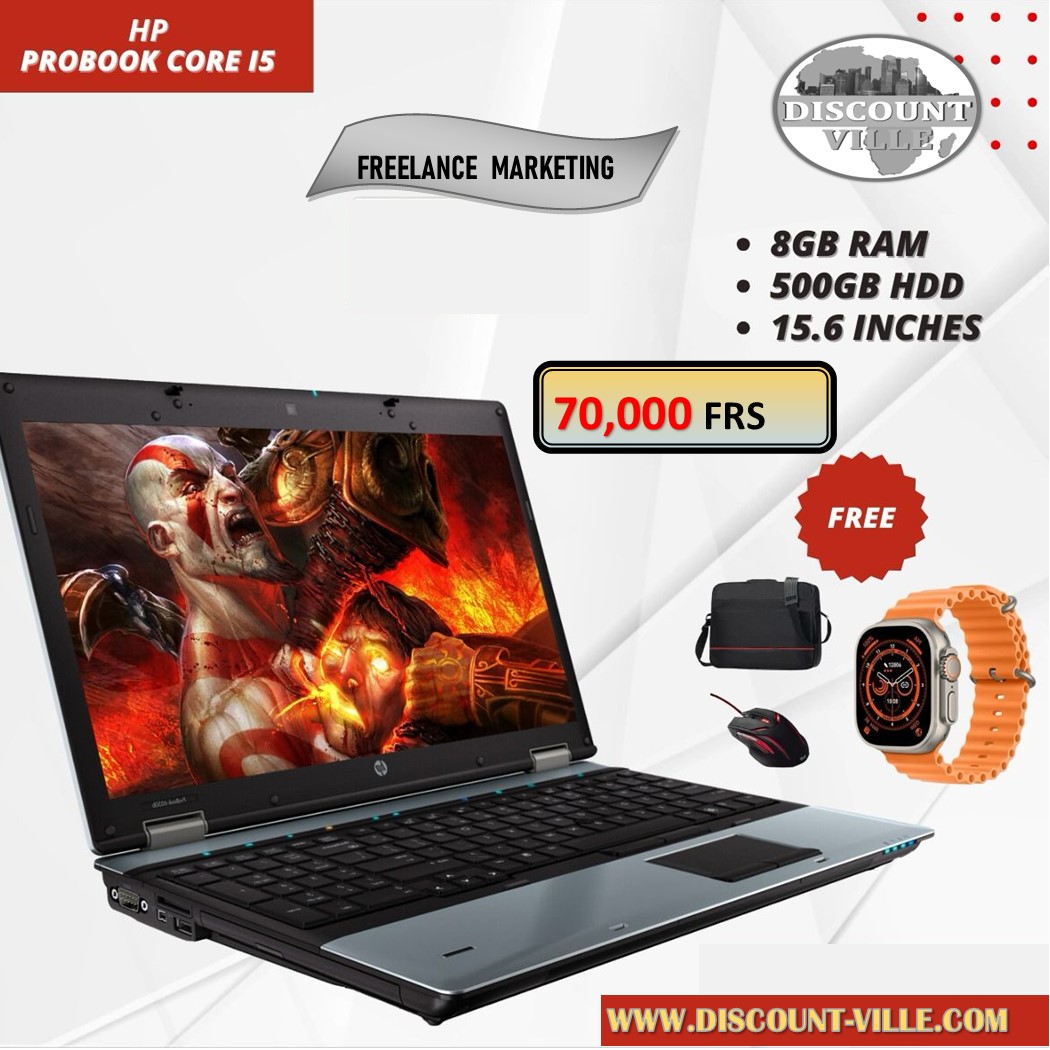 HP
PROBOOK CORE I5
DISCOUNT
VILLE
FREELANCE MARKETING
• 8GB RAM
• 500GB HDD
• 15.6 INCHES
70,000 FRS
FREE
hp
WWW.DISCOUNT-VILLE.COM